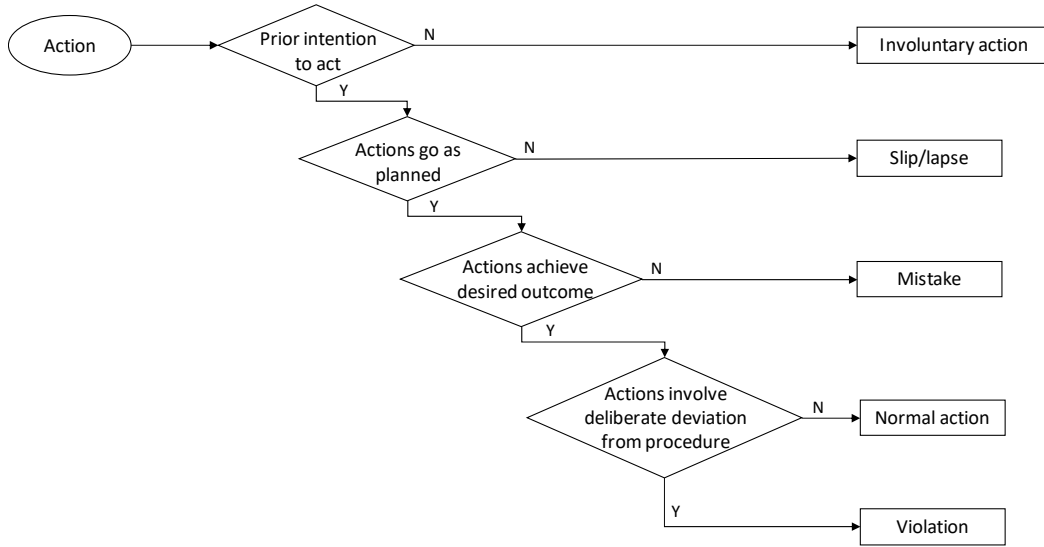 Action
Prior intention
to act
N
Involuntary action
Y
Actions go as
planned
N
Slip/lapse
Y
Actions achieve
desired outcome
N
Mistake
Y
Actions involve
deliberate deviation
from procedure
N
Normal action
Y
Violation